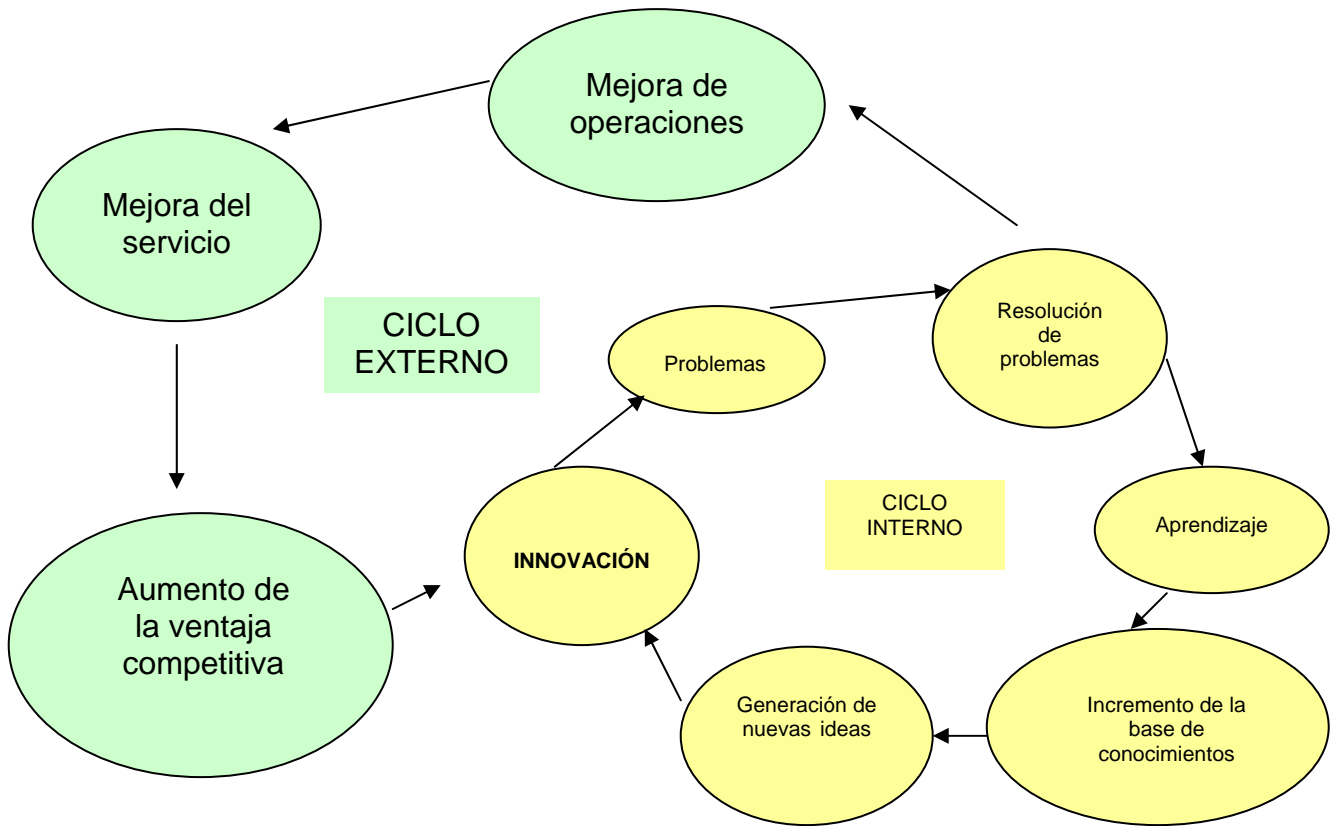 Mejora de
operaciones
Mejora del
servicio
CICLO
EXTERNO
Problemas
Resolución
de
problemas
CICLO
INTERNO
Aprendizaje
INNOVACIÓN
Aumento de
la ventaja
competitiva
Generación de
nuevas ideas
Incremento de la
base de
conocimientos